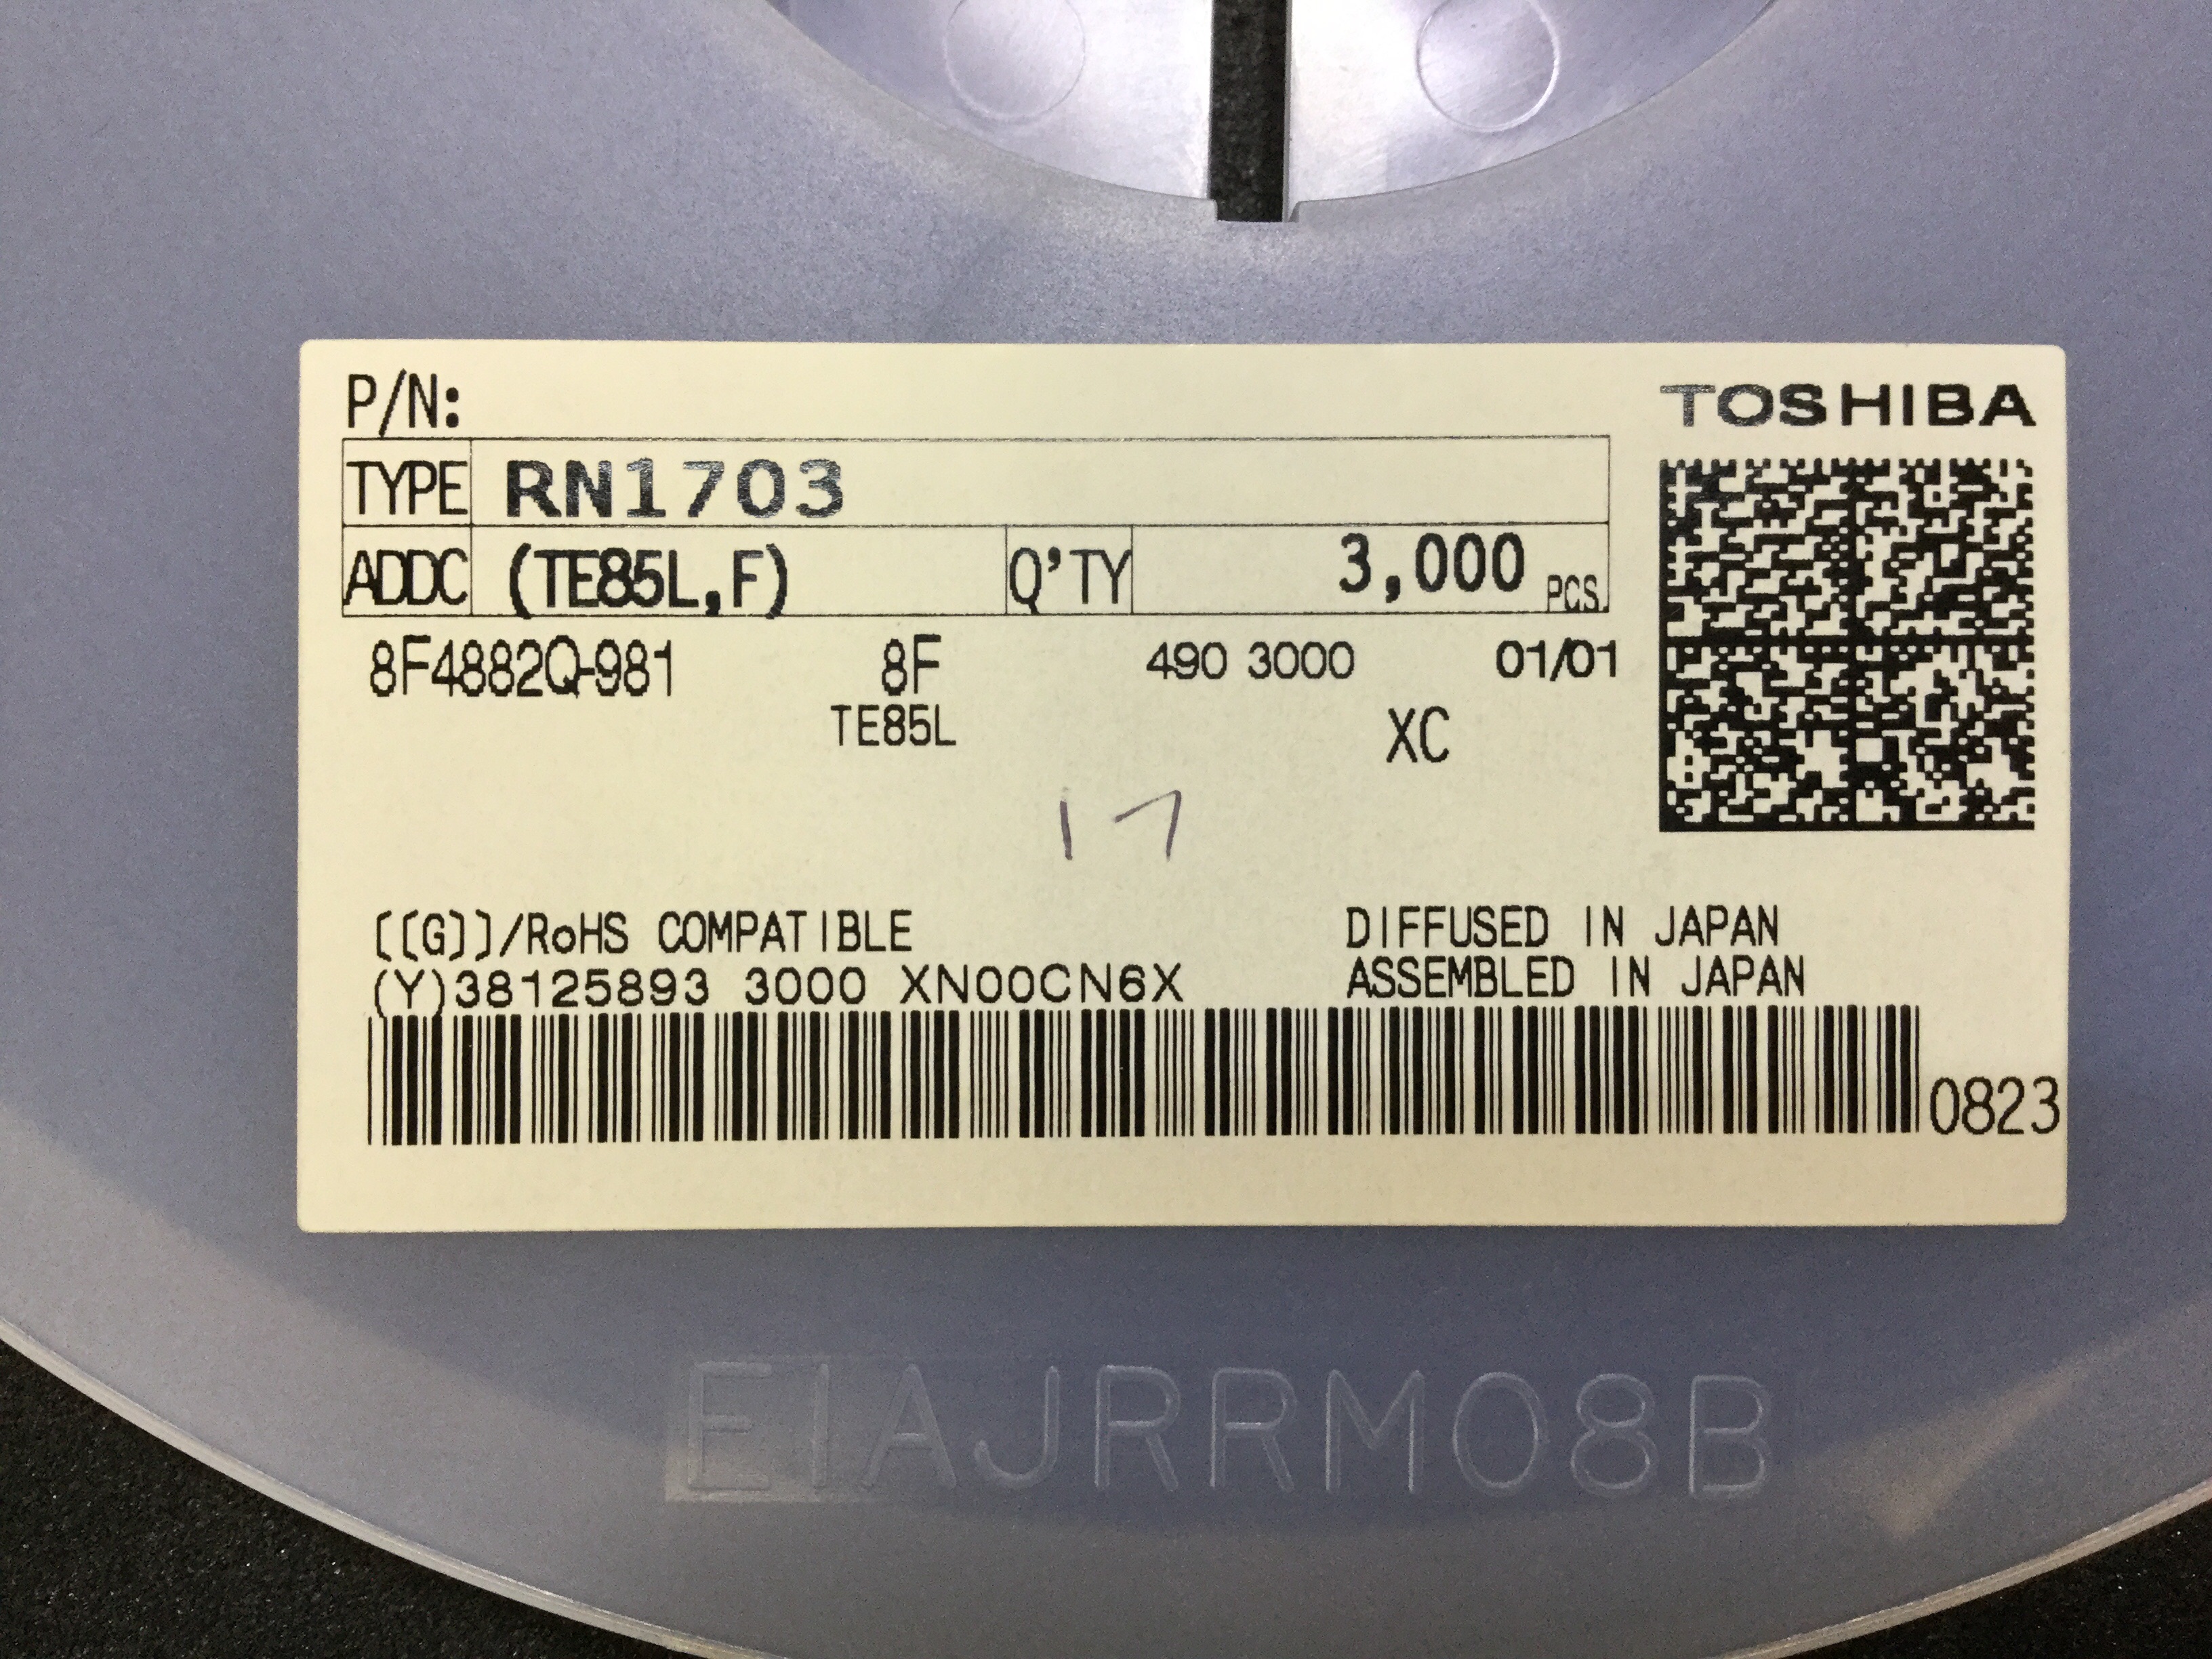 P/N:
TOSHIBA
TYPE RN1703
ADDC (TE85L,F) Q'TY 3,000 PCS.
8F4882Q-981 8F 490 3000 01/01
TE85L XC
17
[[G]]/RoHS COMPATIBLE DIFFUSED IN JAPAN
(Y)38125893 3000 XN00CN6X ASSEMBLED IN JAPAN
0823
EIAJRRM08B